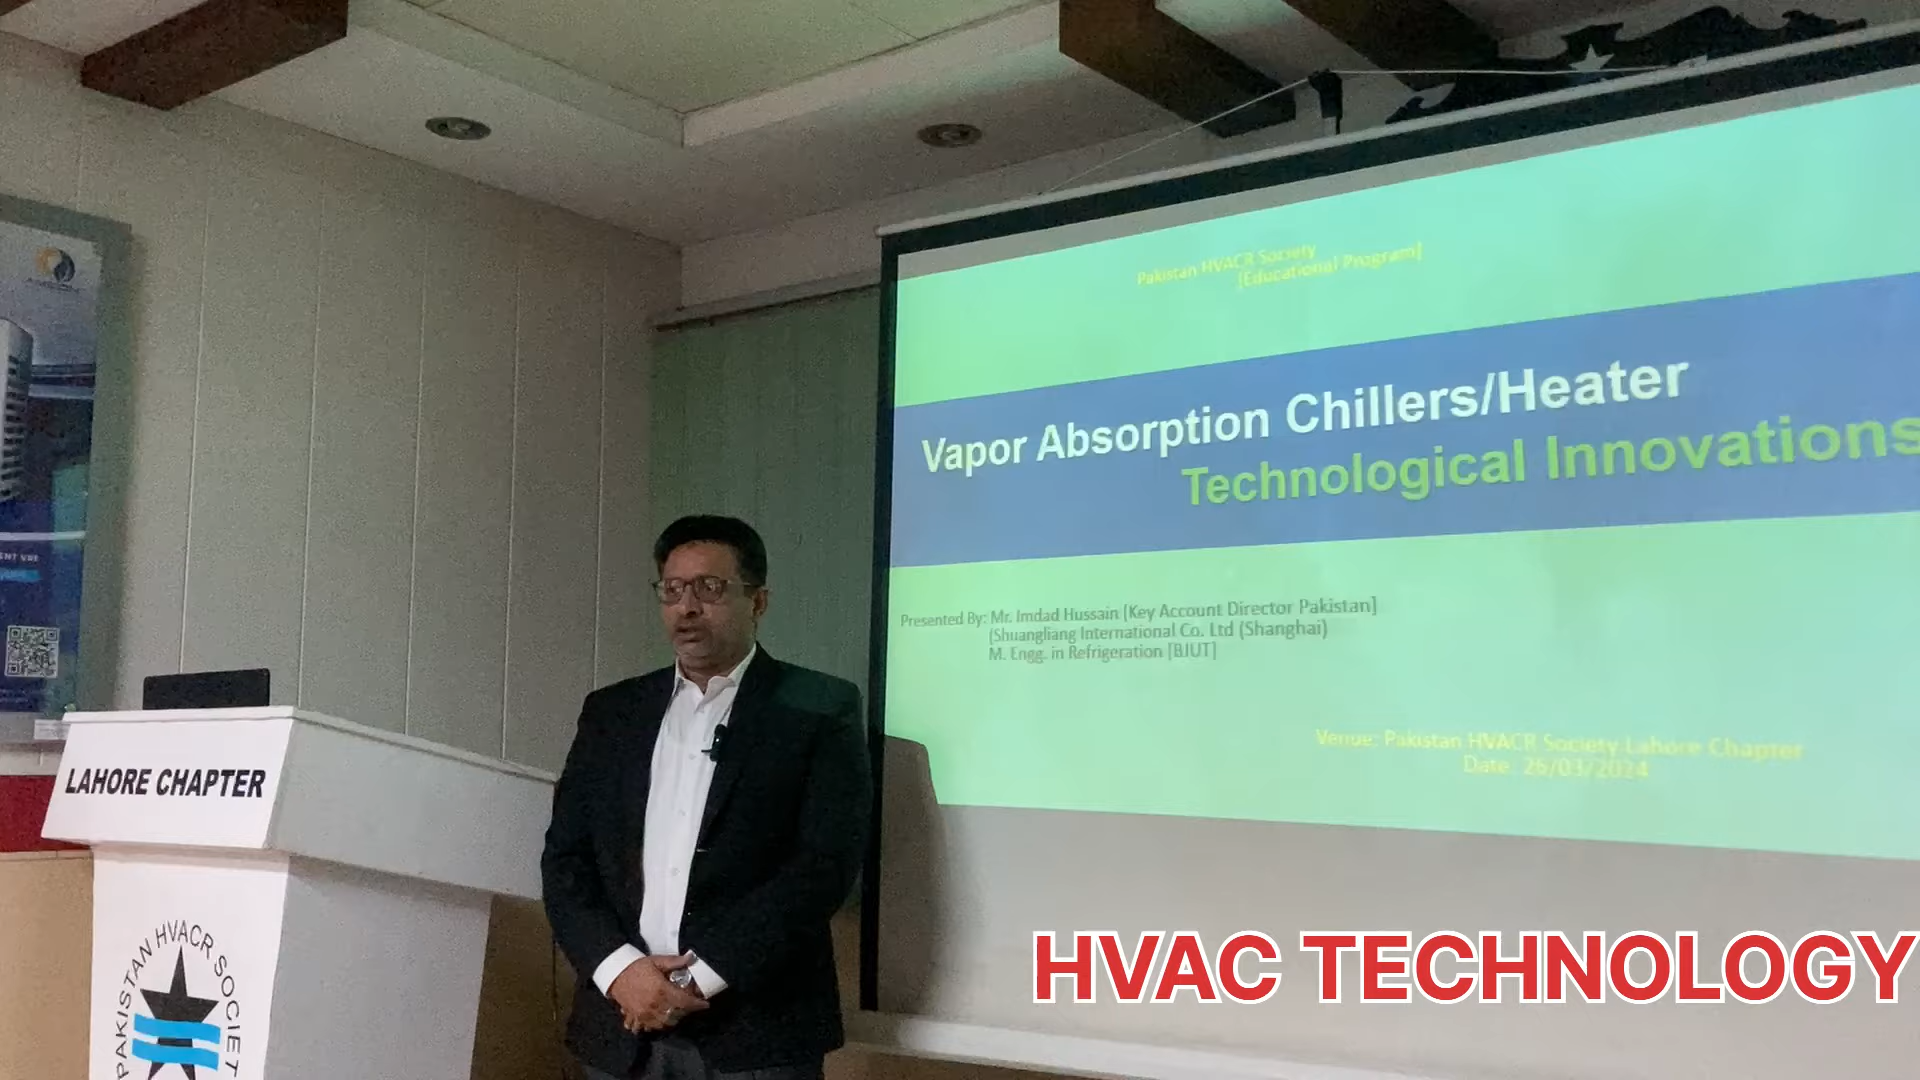 Pakistan HVACR Society
[Educational Program]
Vapor Absorption Chillers/Heater
Technological Innovations
Presented By: Mr. Imdad Hussain [Key Account Director Pakistan]
(Shuangliang International Co. Ltd (Shanghai)
M. Engg. in Refrigeration [BJUT]
Venue: Pakistan HVACR Society Lahore Chapter
Date: 26/03/2024
LAHORE CHAPTER
PAKISTAN HVACR SOCIET
HVAC TECHNOLOGY